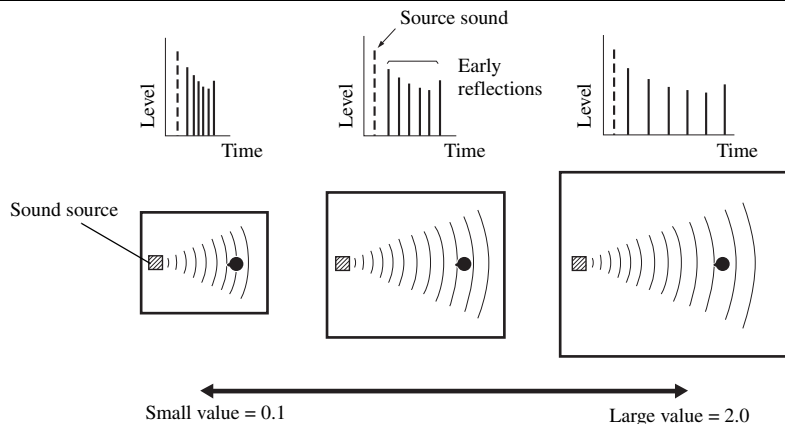 Source sound
Early
reflections
Level
Time
Level
Time
Level
Time
Sound source
Small value = 0.1
Large value = 2.0